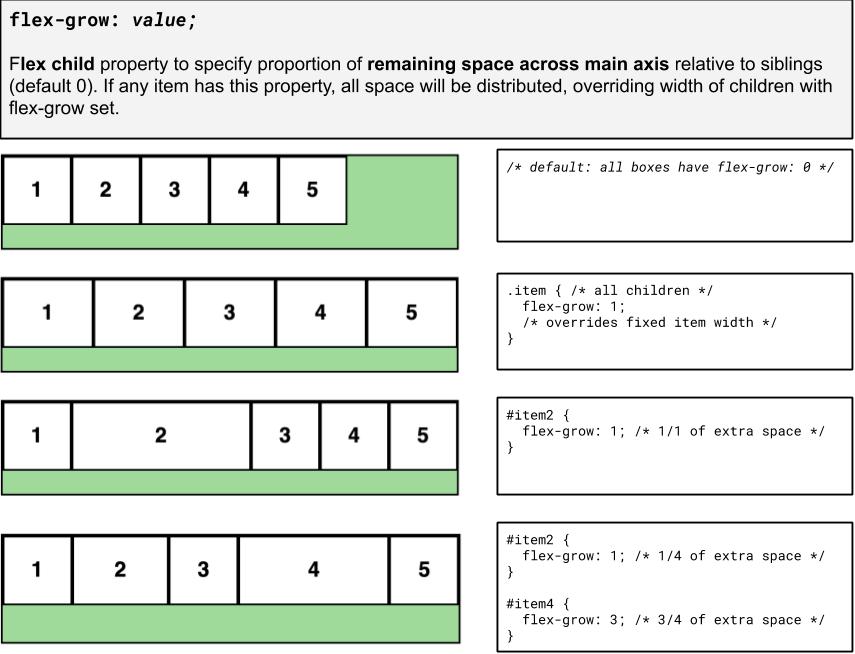 flex-grow: value;
Flex child property to specify proportion of remaining space across main axis relative to siblings
(default 0). If any item has this property, all space will be distributed, overriding width of children with
flex-grow set.
1 2 3 4 5
/* default: all boxes have flex-grow: 0 */
1 2 3 4 5
.item { /* all children */
  flex-grow: 1;
  /* overrides fixed item width */
}
1 2 3 4 5
#item2 {
  flex-grow: 1; /* 1/1 of extra space */
}
1 2 3 4 5
#item2 {
  flex-grow: 1; /* 1/4 of extra space */
}
#item4 {
  flex-grow: 3; /* 3/4 of extra space */
}